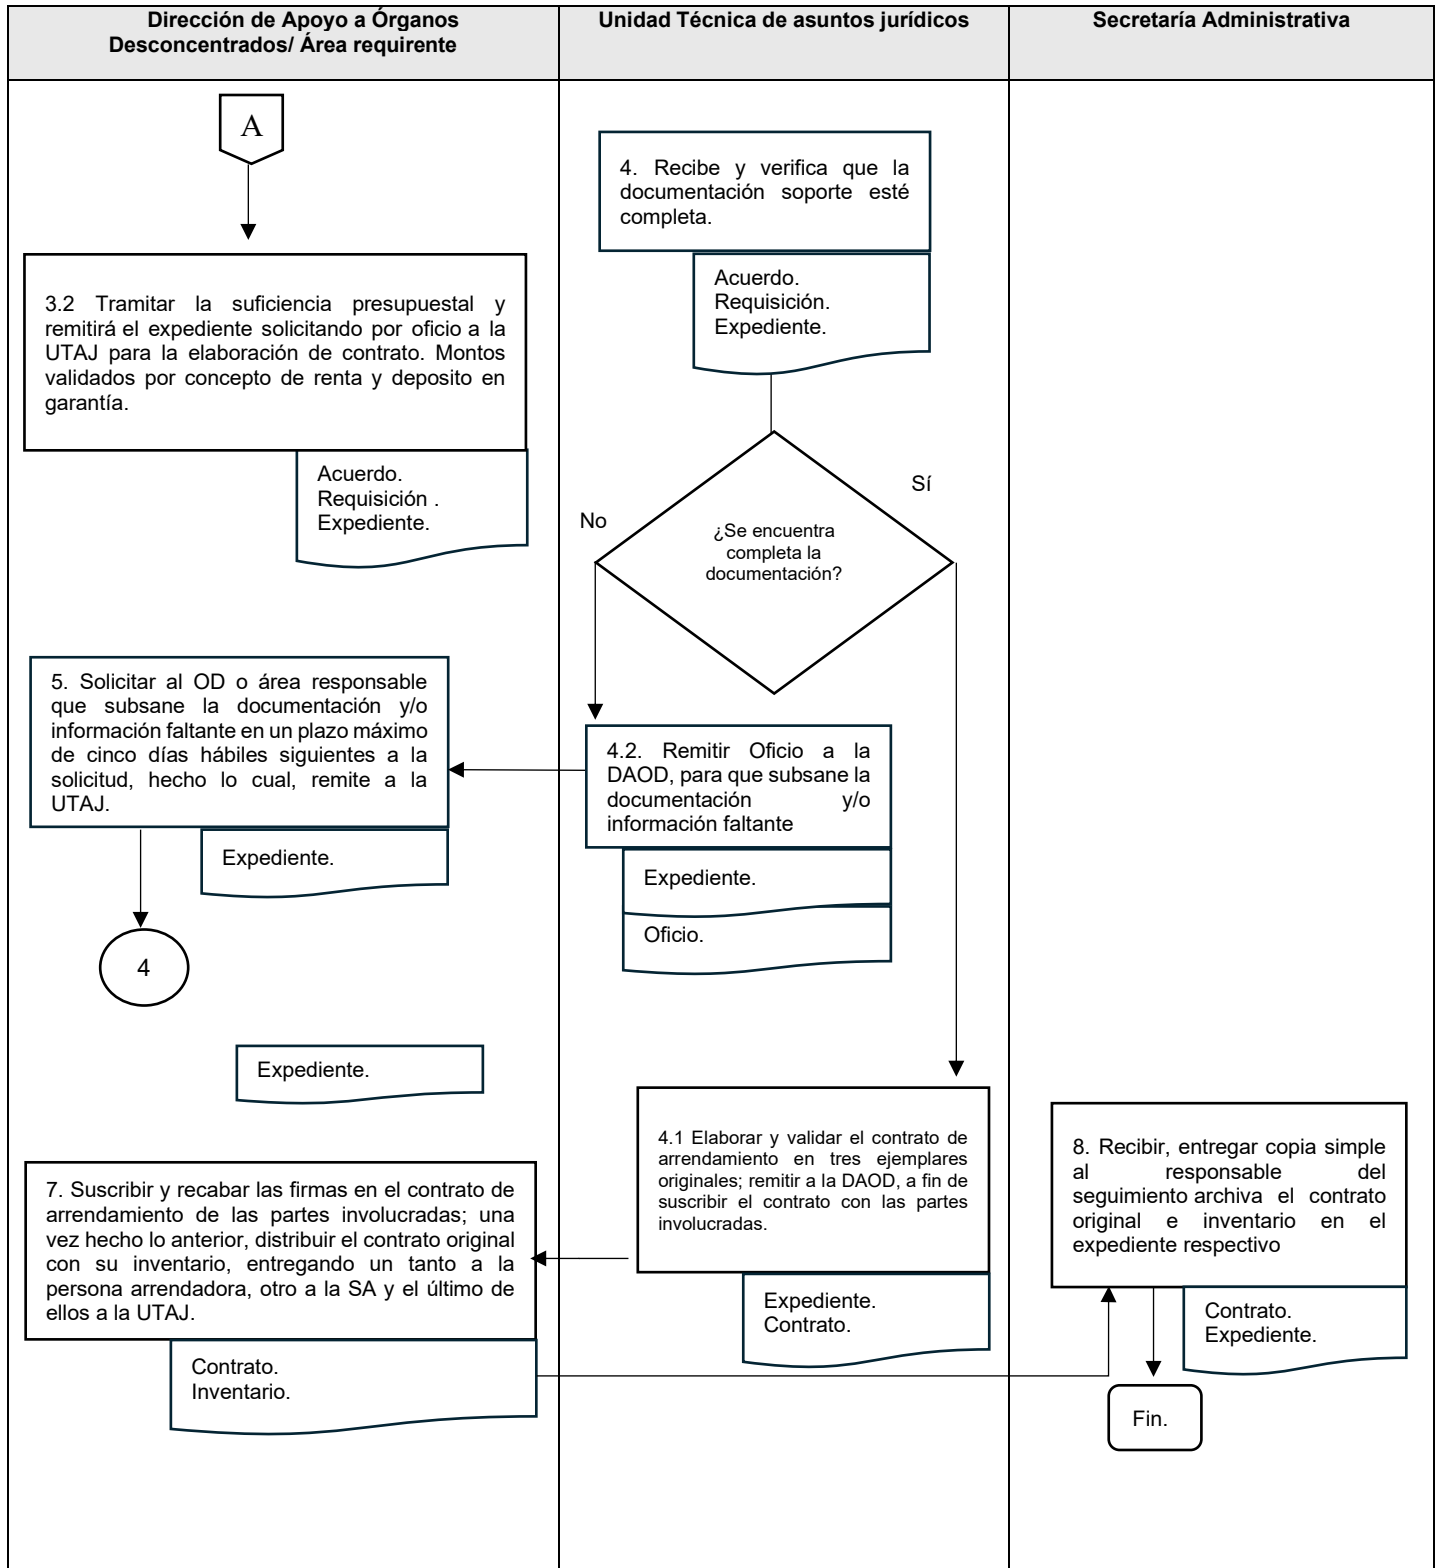 Dirección de Apoyo a Órganos
Desconcentrados/ Área requirente
Unidad Técnica de asuntos jurídicos
Secretaría Administrativa
A
3.2 Tramitar la suficiencia presupuestal y
remitirá el expediente solicitando por oficio a la
UTAJ para la elaboración de contrato. Montos
validados por concepto de renta y deposito en
garantía.
Acuerdo.
Requisición .
Expediente.
4. Recibe y verifica que la
documentación soporte esté
completa.
Acuerdo.
Requisición.
Expediente.
¿Se encuentra
completa la
documentación?
No
Sí
5. Solicitar al OD o área responsable
que subsane la documentación y/o
información faltante en un plazo máximo
de cinco días hábiles siguientes a la
solicitud, hecho lo cual, remite a la
UTAJ.
Expediente.
4
4.2. Remitir Oficio a la
DAOD, para que subsane la
documentación y/o
información faltante
Expediente.
Oficio.
Expediente.
4.1 Elaborar y validar el contrato de
arrendamiento en tres ejemplares
originales; remitir a la DAOD, a fin de
suscribir el contrato con las partes
involucradas.
Expediente.
Contrato.
7. Suscribir y recabar las firmas en el contrato de
arrendamiento de las partes involucradas; una
vez hecho lo anterior, distribuir el contrato original
con su inventario, entregando un tanto a la
persona arrendadora, otro a la SA y el último de
ellos a la UTAJ.
Contrato.
Inventario.
8. Recibir, entregar copia simple
al responsable del
seguimiento archiva el contrato
original e inventario en el
expediente respectivo
Contrato.
Expediente.
Fin.